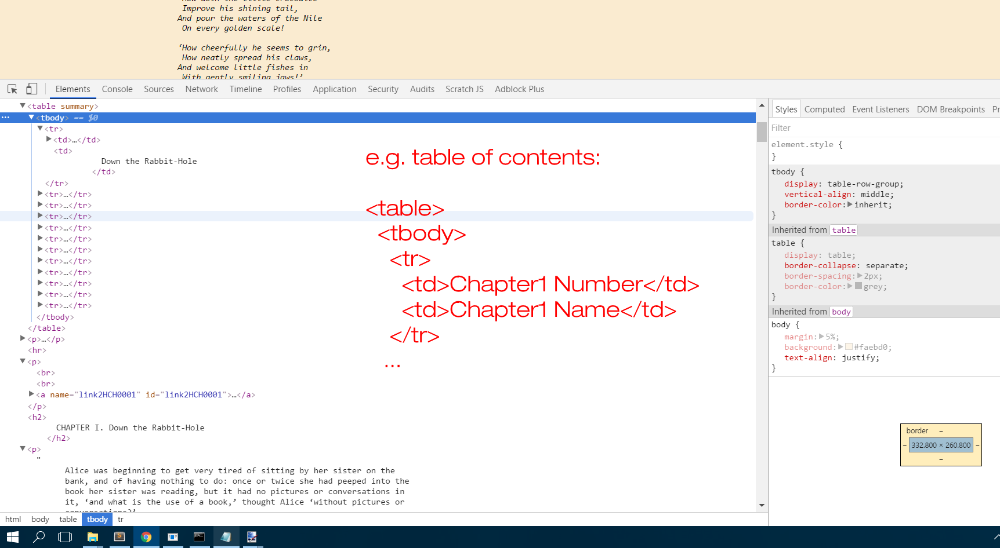 Improve his shining tail,
And pour the waters of the Nile
On every golden scale!
‘How cheerfully he seems to grin,
How neatly spread his claws,
And welcome little fishes in
With gently smiling jaws!’
Elements Console Sources Network Timeline Profiles Application Security Audits Scratch JS Adblock Plus
<table summary>
<tbody> == $0
<tr>
<td>…</td>
<td>
Down the Rabbit-Hole
</td>
</tr>
<tr>…</tr>
<tr>…</tr>
<tr>…</tr>
<tr>…</tr>
<tr>…</tr>
<tr>…</tr>
<tr>…</tr>
<tr>…</tr>
<tr>…</tr>
<tr>…</tr>
<tr>…</tr>
</tbody>
</table>
<p>…</p>
<hr>
<p>
<br>
<br>
<a name="link2HCH0001" id="link2HCH0001">…</a>
</p>
<h2>
CHAPTER I. Down the Rabbit-Hole
</h2>
<p>
"
Alice was beginning to get very tired of sitting by her sister on the
bank, and of having nothing to do: once or twice she had peeped into the
book her sister was reading, but it had no pictures or conversations in
it, ‘and what is the use of a book,’ thought Alice ‘without pictures or
html body table tbody tr
e.g. table of contents:
<table>
<tbody>
<tr>
<td>Chapter1 Number</td>
<td>Chapter1 Name</td>
</tr>
...
Styles Computed Event Listeners DOM Breakpoints Pr
Filter
element.style {
}
tbody {
display: table-row-group;
vertical-align: middle;
border-color: inherit;
}
Inherited from table
table {
display: table;
border-collapse: separate;
border-spacing: 2px;
border-color: grey;
}
Inherited from body
body {
margin: 5%;
background: #faebd0;
text-align: justify;
}
border –
– 332.800 × 260.800 –
–